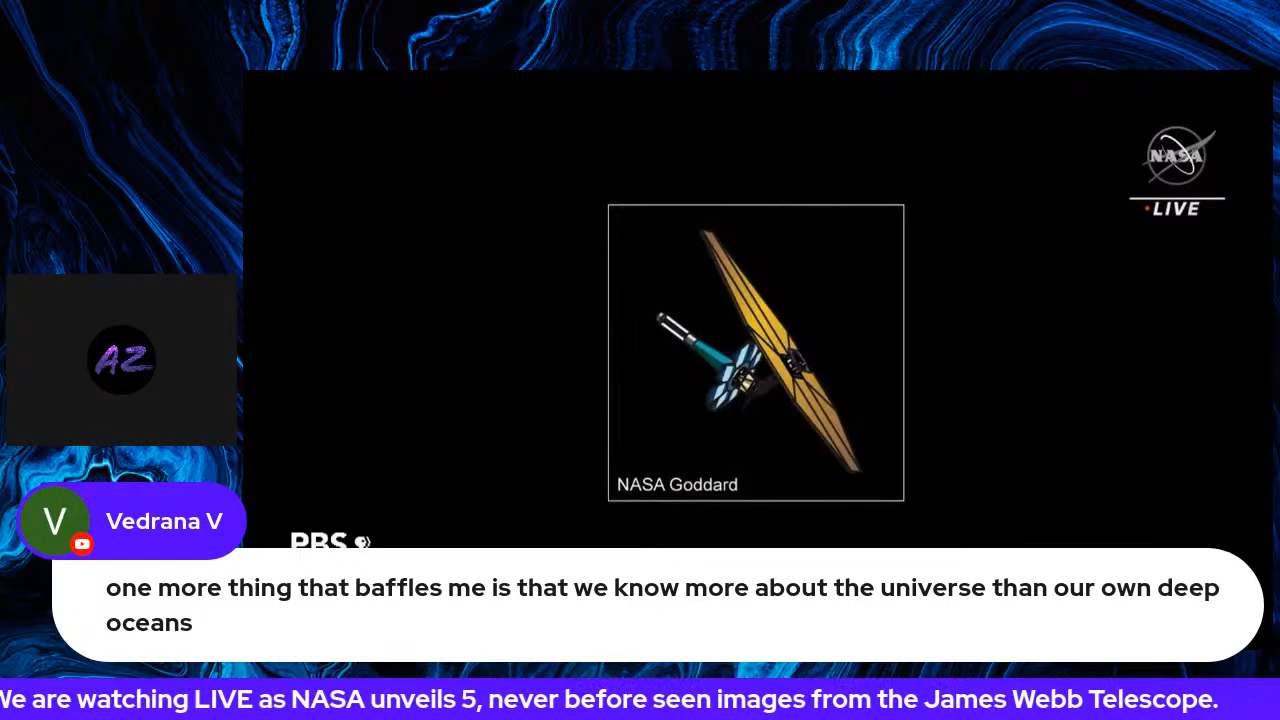 NASA
LIVE
AZ
NASA Goddard
PBS
V
Vedrana V
one more thing that baffles me is that we know more about the universe than our own deep
oceans
We are watching LIVE as NASA unveils 5, never before seen images from the James Webb Telescope.